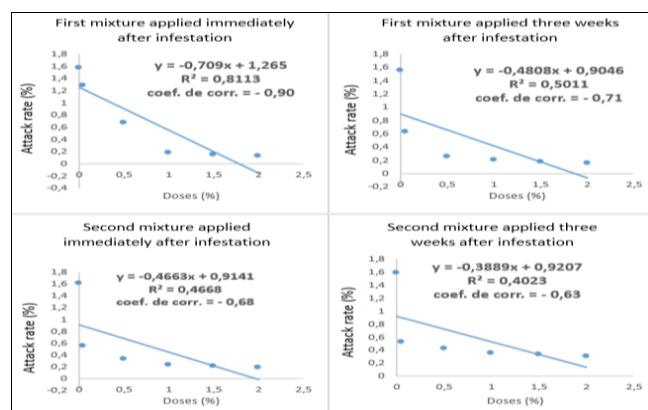 First mixture applied immediately
after infestation
y = -0,709x + 1,265
R² = 0,8113
coef. de corr. = - 0,90
Attack rate (%)
1,8
1,6
1,4
1,2
1
0,8
0,6
0,4
0,2
0
-0,2
-0,4
0 0,5 1 1,5 2 2,5
Doses (%)
First mixture applied three weeks
after infestation
y = -0,4808x + 0,9046
R² = 0,5011
coef. de corr. = - 0,71
Attack rate (%)
1,8
1,6
1,4
1,2
1
0,8
0,6
0,4
0,2
0
-0,2
0 0,5 1 1,5 2 2,5
Doses (%)
Second mixture applied
immediately after infestation
y = -0,4663x + 0,9141
R² = 0,4668
coef. de corr. = - 0,68
Attack rate (%)
1,8
1,6
1,4
1,2
1
0,8
0,6
0,4
0,2
0
-0,2
0 0,5 1 1,5 2 2,5
Doses (%)
Second mixture applied three
weeks after infestation
y = -0,3889x + 0,9207
R² = 0,4023
coef. de corr. = - 0,63
Attack rate (%)
1,8
1,6
1,4
1,2
1
0,8
0,6
0,4
0,2
0
0 0,5 1 1,5 2 2,5
Doses (%)